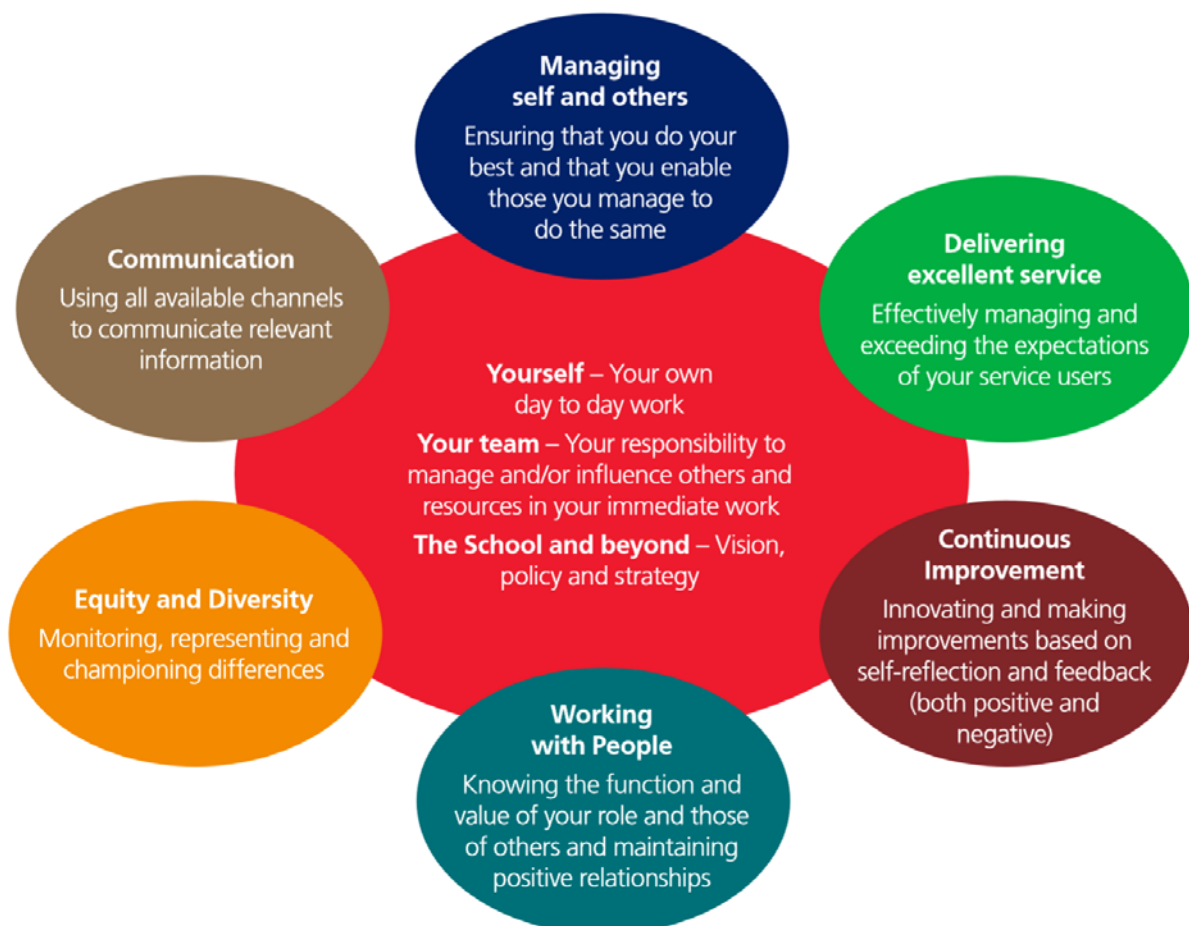 Managing
self and others
Ensuring that you do your
best and that you enable
those you manage to
do the same
Communication
Using all available channels
to communicate relevant
information
Delivering
excellent service
Effectively managing and
exceeding the expectations
of your service users
Yourself – Your own
day to day work
Your team – Your responsibility to
manage and/or influence others and
resources in your immediate work
The School and beyond – Vision,
policy and strategy
Equity and Diversity
Monitoring, representing and
championing differences
Continuous
Improvement
Innovating and making
improvements based on
self-reflection and feedback
(both positive and
negative)
Working
with People
Knowing the function and
value of your role and those
of others and maintaining
positive relationships